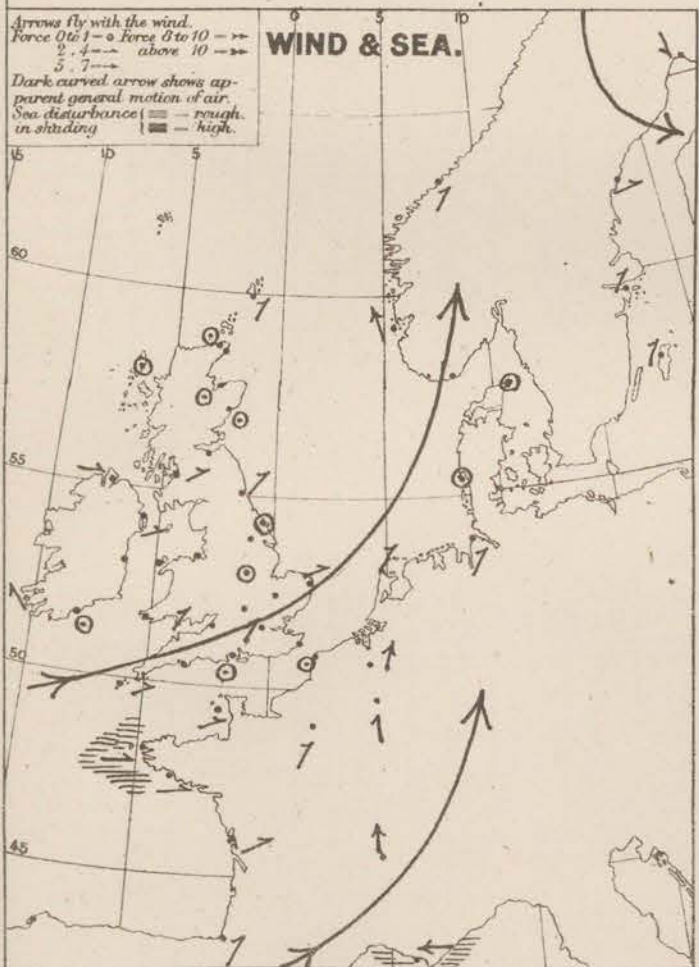 Arrows fly with the wind.
Force 0 to 1 – Force 8 to 10 –
2 . 4 – above 10 –
5 . 7 –
Dark curved arrow shows ap-
parent general motion of air.
Sea disturbance { – rough.
in shading } – high.
WIND & SEA.
0 5 10
15 10 5
60
55
50
45